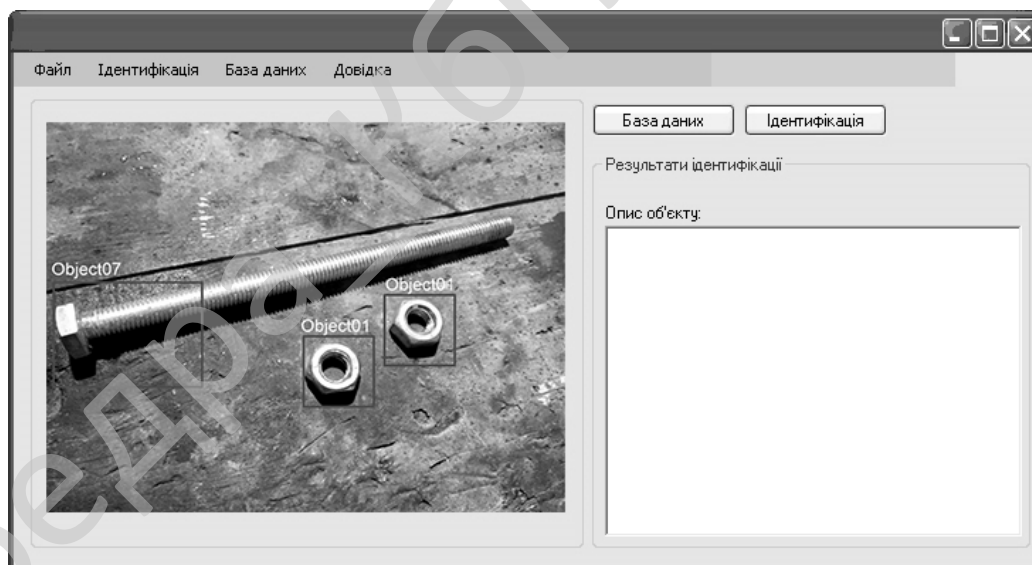 Файл Ідентифікація База даних Довідка
База даних Ідентифікація
Результати ідентифікації
Опис об'єкту:
Object07
Object01
Object01